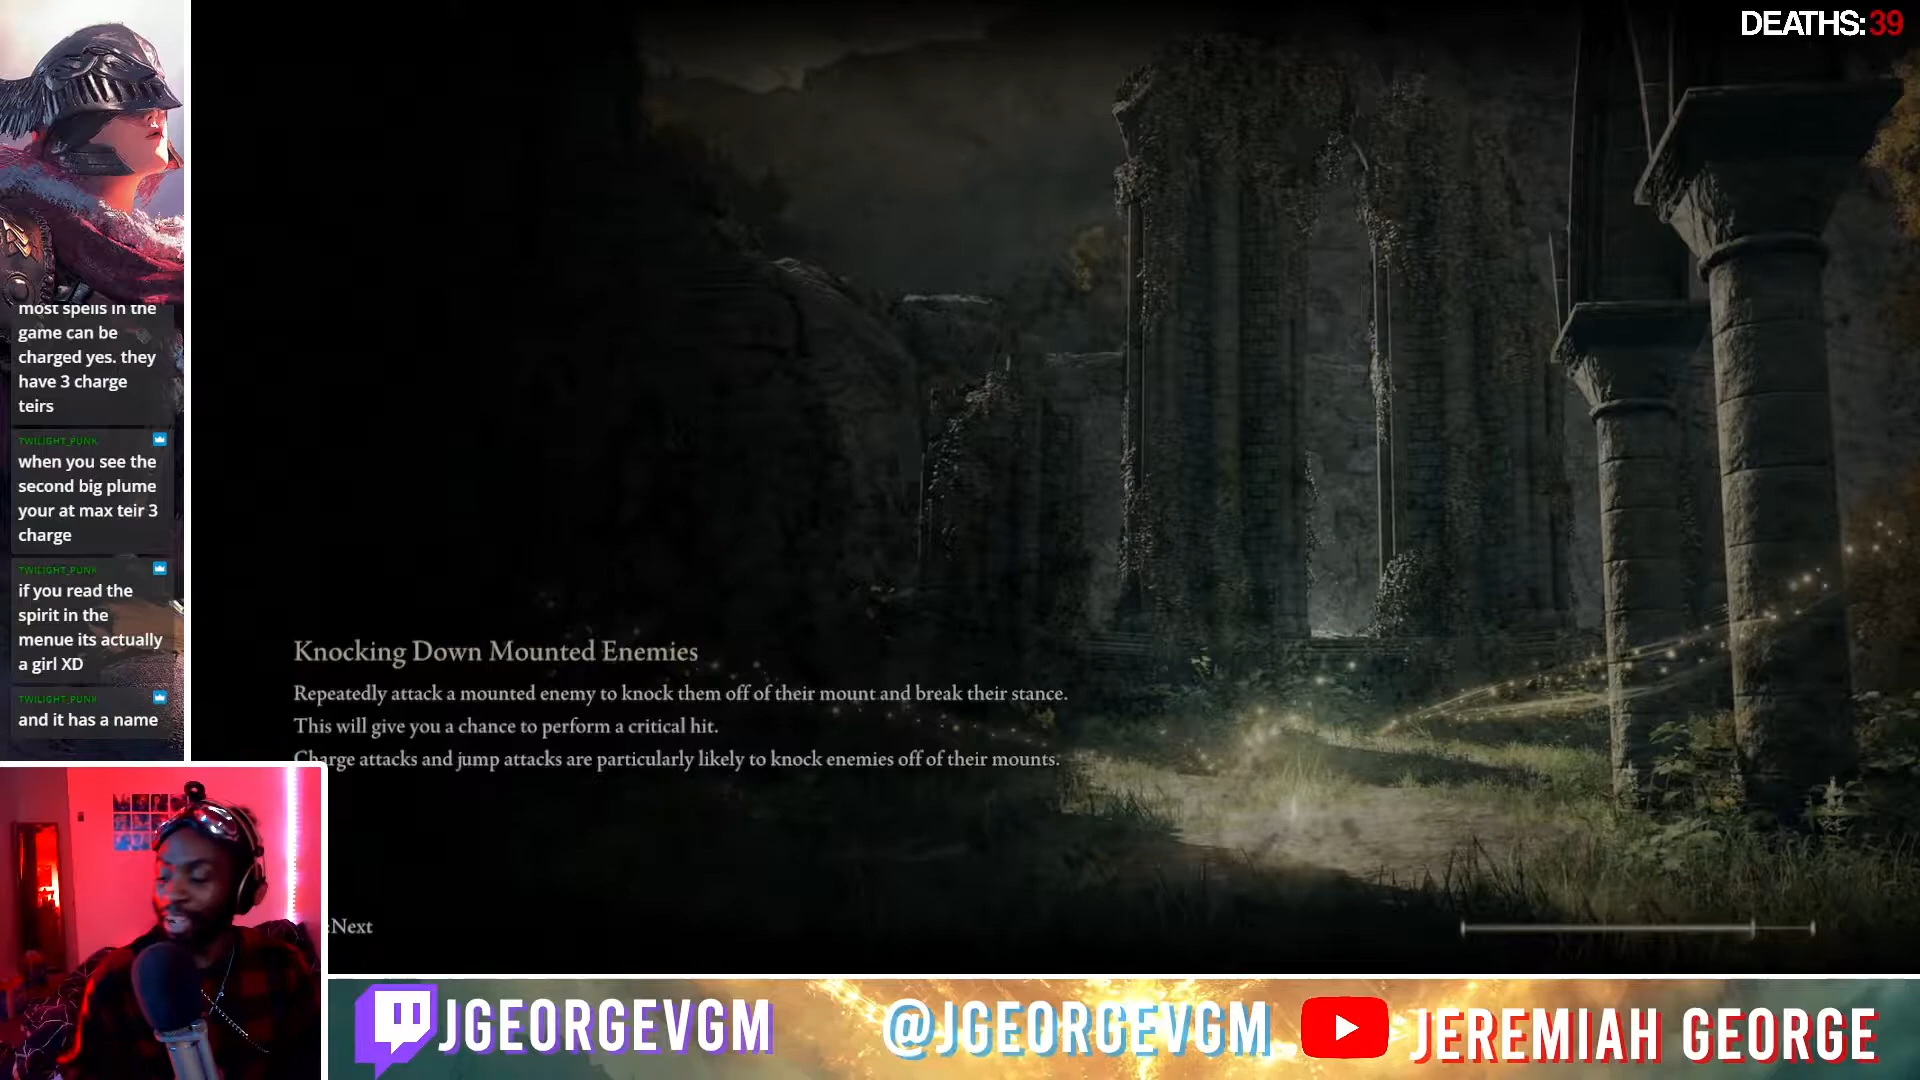 DEATHS: 39
most spells in the
game can be
charged yes. they
have 3 charge
teirs
TWILIGHT_PUNK
when you see the
second big plume
your at max teir 3
charge
TWILIGHT_PUNK
if you read the
spirit in the
menue its actually
a girl XD
TWILIGHT_PUNK
and it has a name
Knocking Down Mounted Enemies
Repeatedly attack a mounted enemy to knock them off of their mount and break their stance.
This will give you a chance to perform a critical hit.
Charge attacks and jump attacks are particularly likely to knock enemies off of their mounts.
:Next
JGEORGEVGM
@JGEORGEVGM
JEREMIAH GEORGE